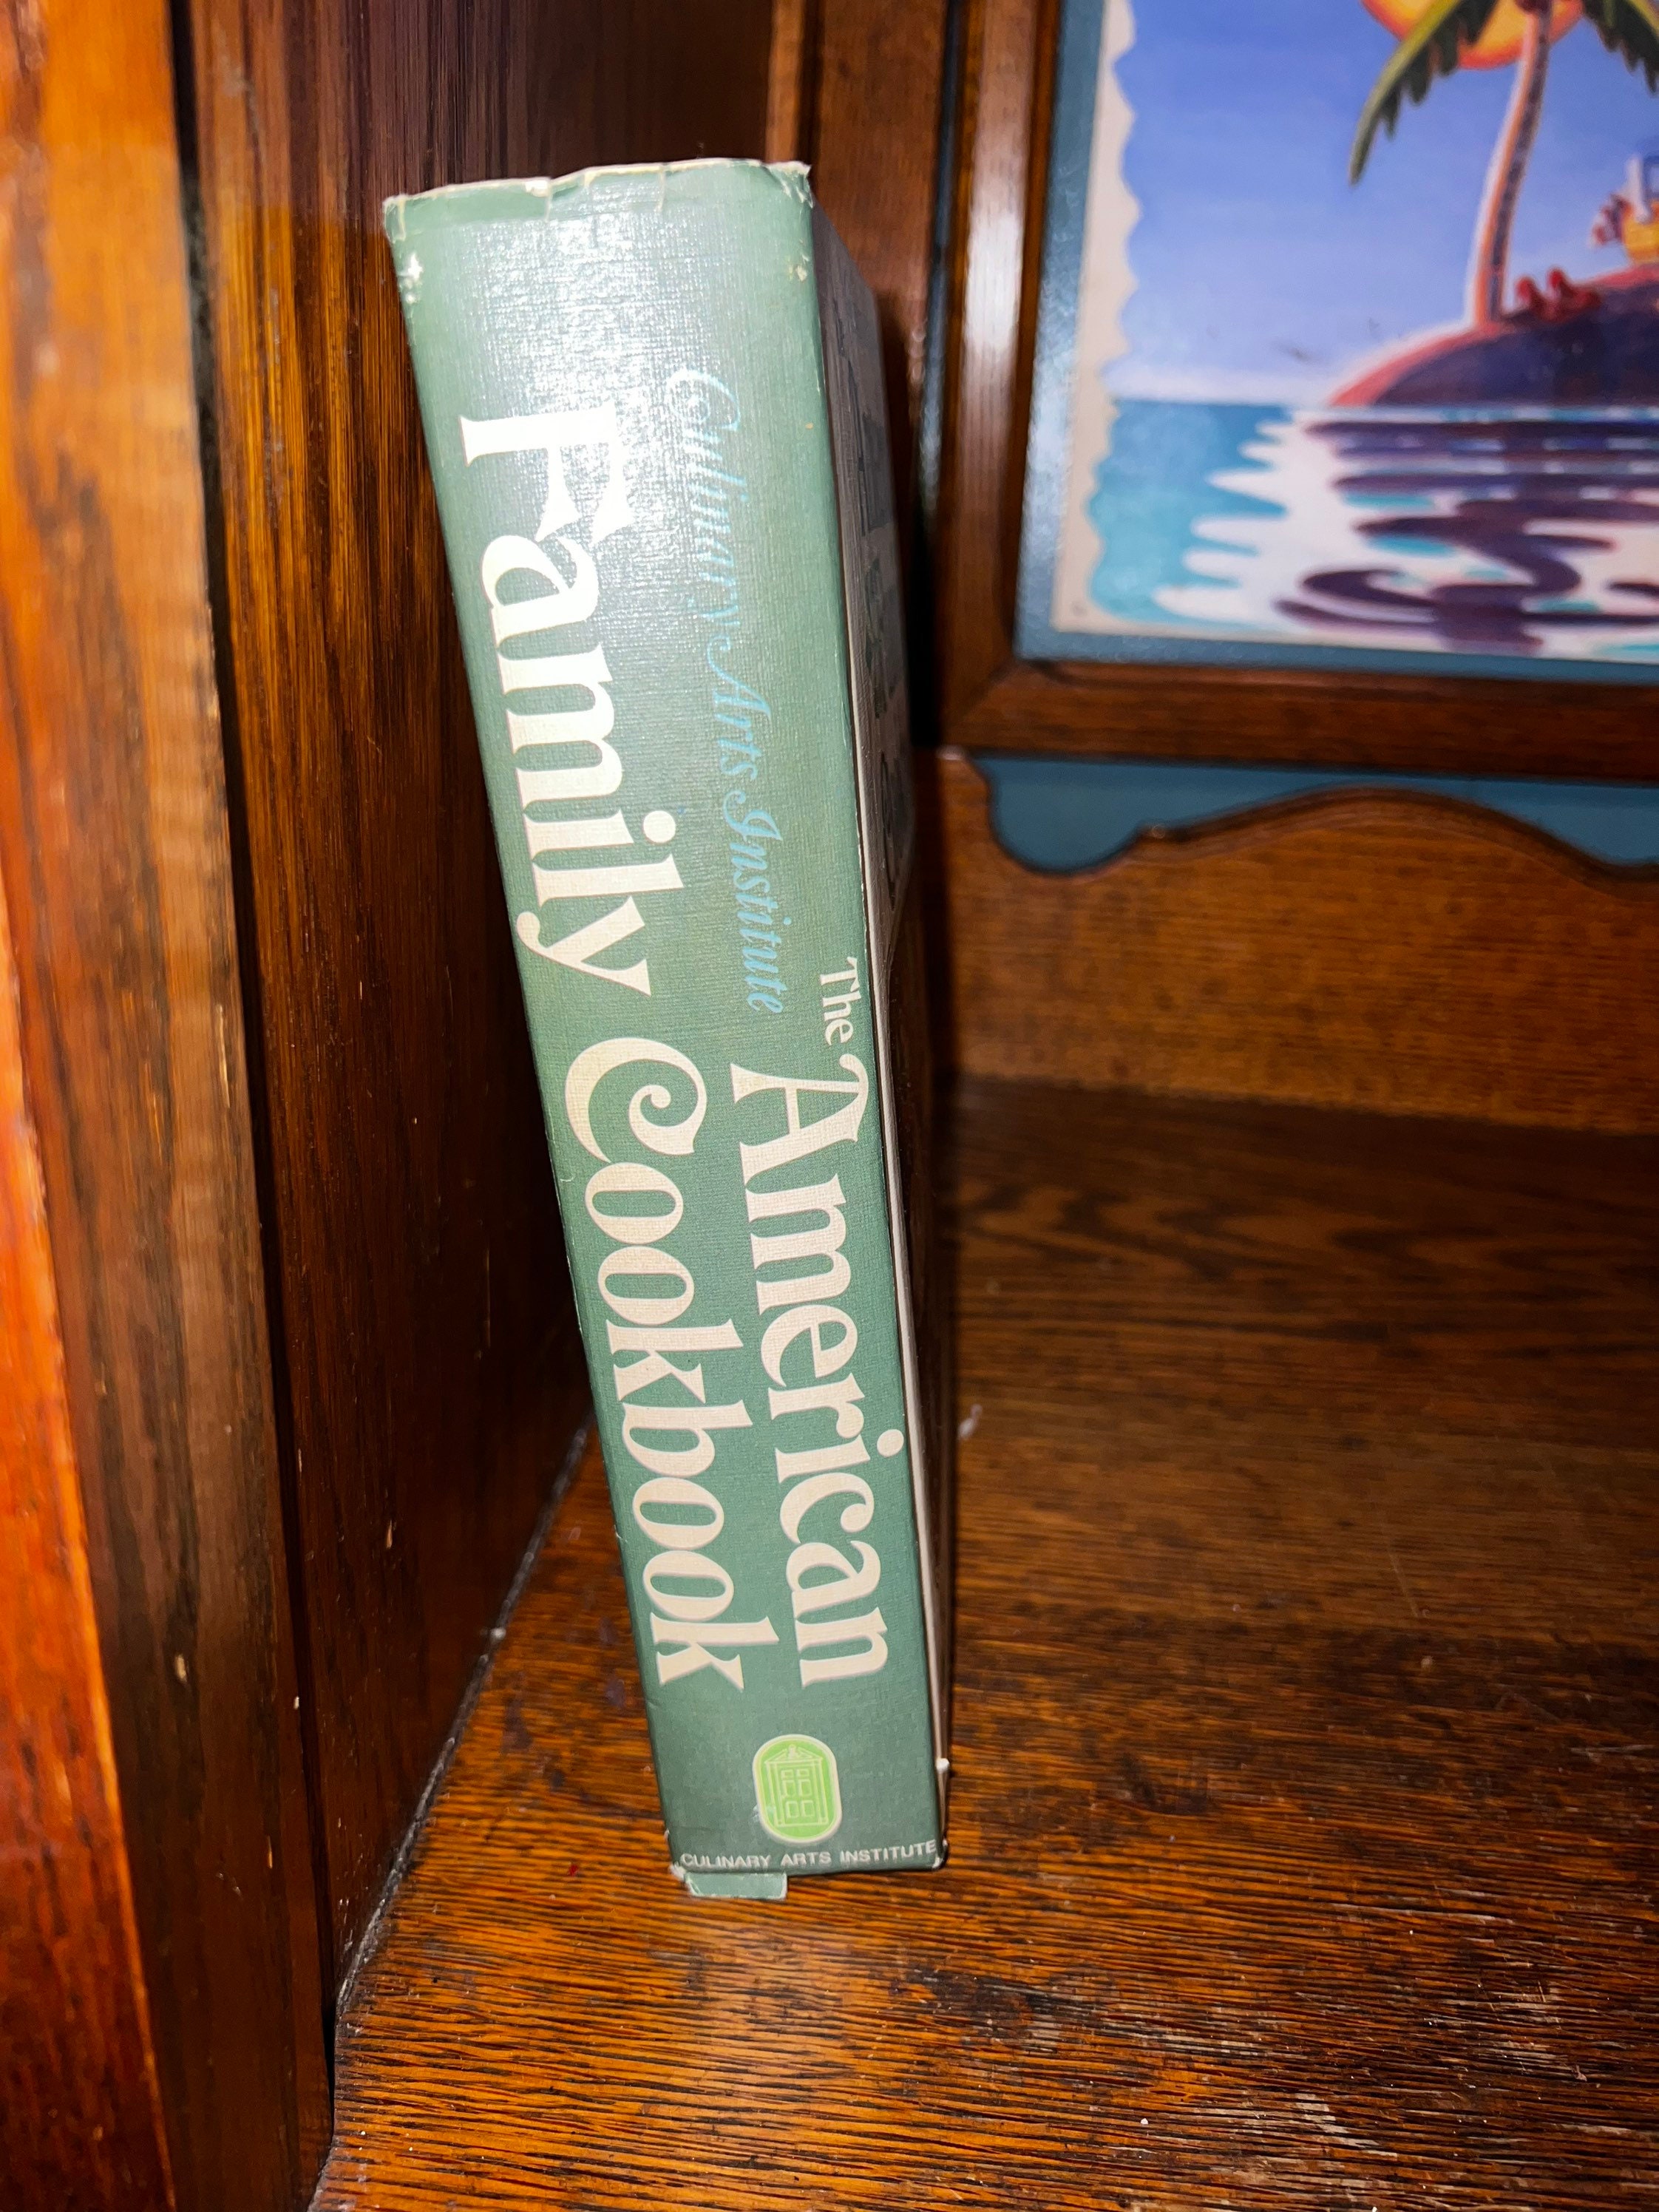 Culinary Arts Institute
The American
Family Cookbook
CULINARY ARTS INSTITUTE